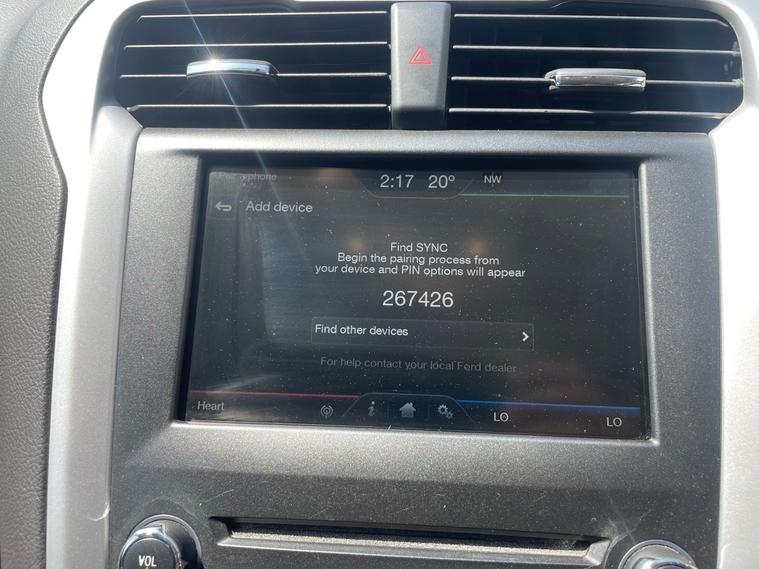 phone
2:17 20° NW
Add device
Find SYNC
Begin the pairing process from
your device and PIN options will appear
267426
Find other devices
For help contact your local Ford dealer
Heart
i
LO
LO
VOL